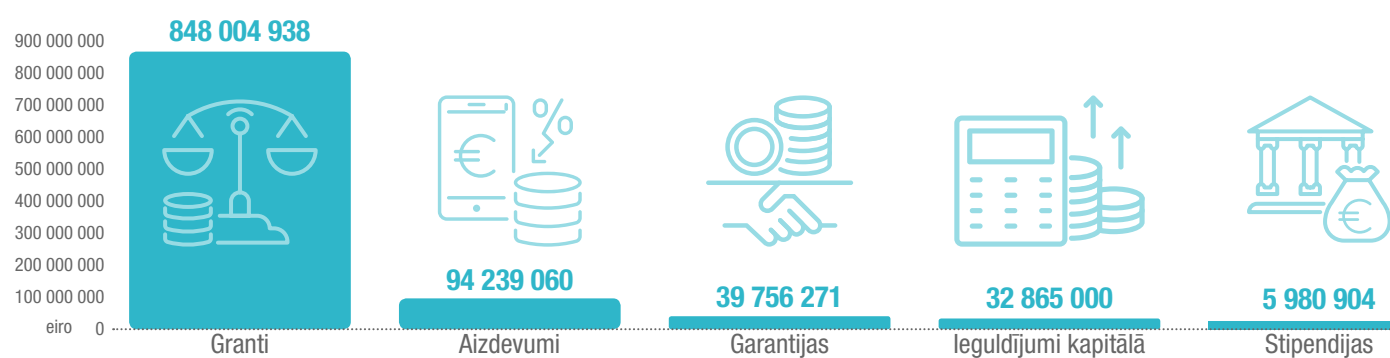 848 004 938
900 000 000
800 000 000
700 000 000
%
600 000 000
€
500 000 000
400 000 000
300 000 000
€
200 000 000
94 239 060
39 756 271
32 865 000
5 980 904
100 000 000
eiro 0
Granti
Aizdevumi
Garantijas
Ieguldījumi kapitālā
Stipendijas